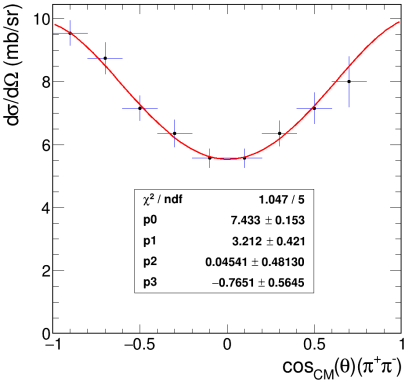 dσ/dΩ (mb/sr)
10
8
6
4
2
0
χ² / ndf 1.047 / 5
p0 7.433 ± 0.153
p1 3.212 ± 0.421
p2 0.04541 ± 0.48130
p3 −0.7651 ± 0.5645
−1 −0.5 0 0.5 1
cos_CM(θ)(π⁺π⁻)